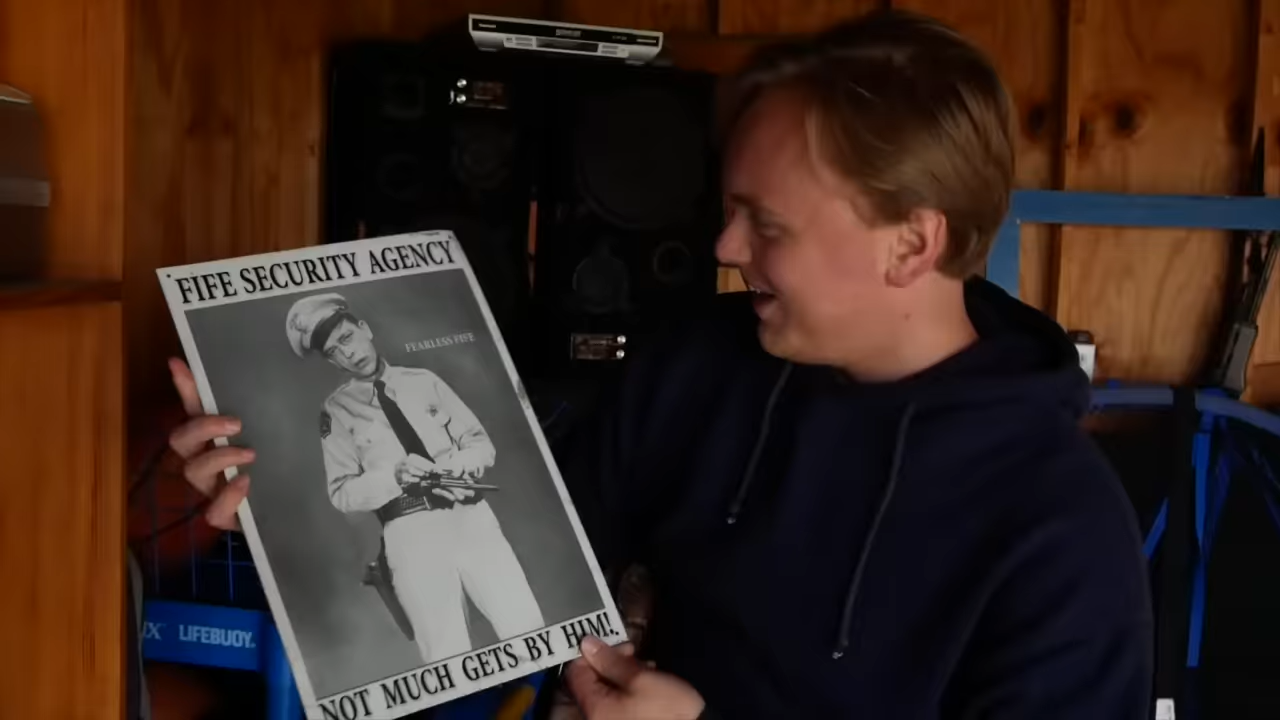 FIFE SECURITY AGENCY
FEARLESS FIFE
NOT MUCH GETS BY HIM!.
LIFEBUOY.